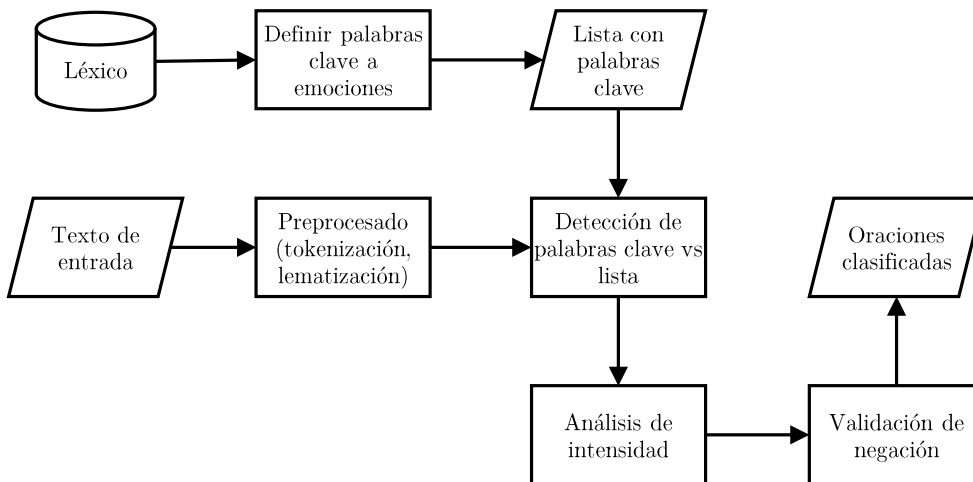 Léxico
Definir palabras
clave a
emociones
Lista con
palabras
clave
Texto de
entrada
Preprocesado
(tokenización,
lematización)
Detección de
palabras clave vs
lista
Oraciones
clasificadas
Análisis de
intensidad
Validación de
negación